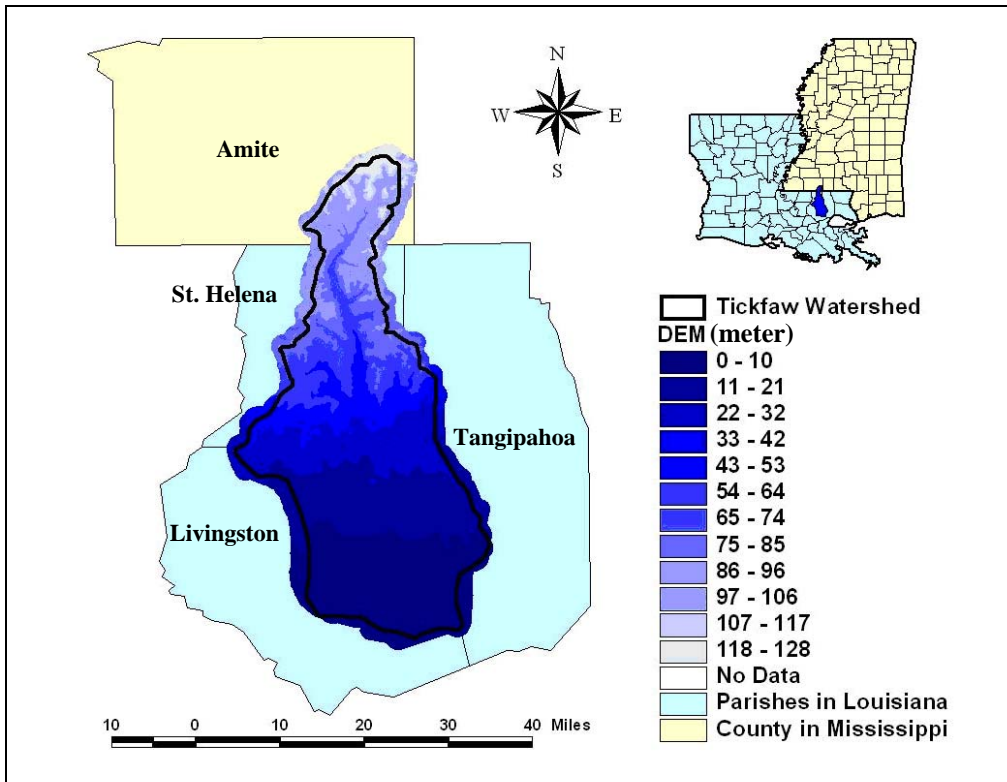 Amite
N
W E
S
St. Helena
Tangipahoa
Livingston
Tickfaw Watershed
DEM (meter)
0 - 10
11 - 21
22 - 32
33 - 42
43 - 53
54 - 64
65 - 74
75 - 85
86 - 96
97 - 106
107 - 117
118 - 128
No Data
Parishes in Louisiana
County in Mississippi
10 0 10 20 30 40 Miles